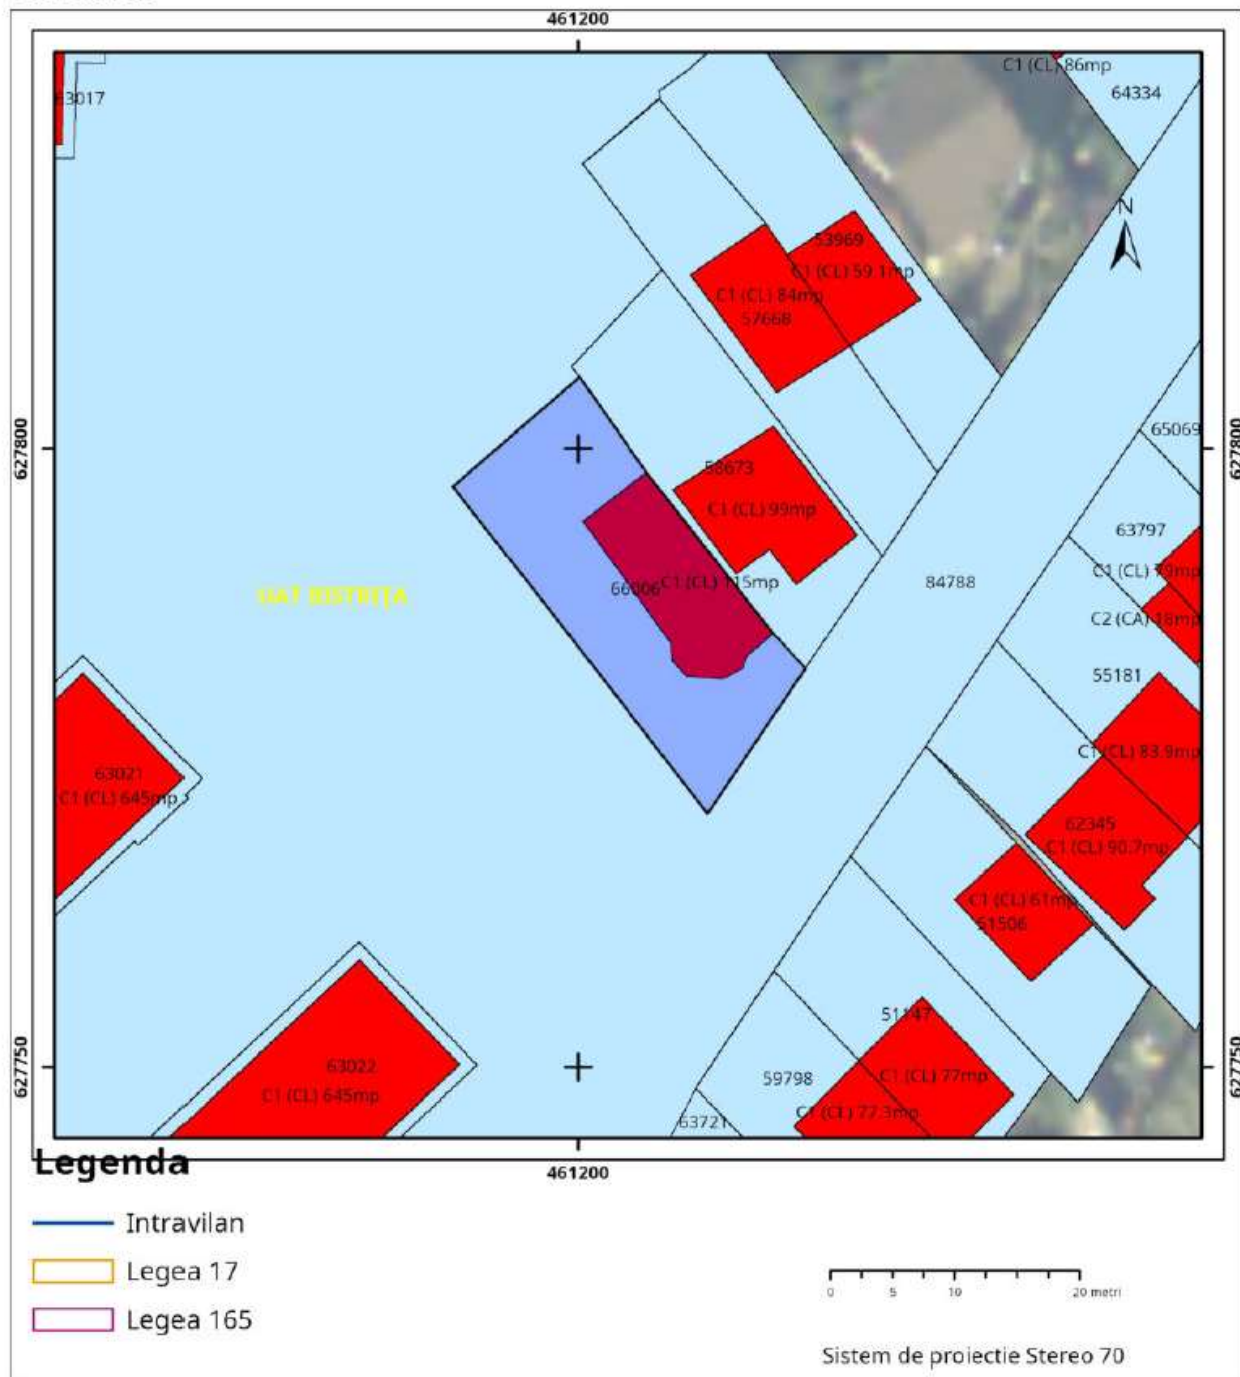 461200
C1 (CL) 86mp
63017
64334
N
53969
C1 (CL) 59.1mp
C1 (CL) 84mp
57668
65069
627800
627800
58673
C1 (CL) 99mp
63797
C1 (CL) 79mp
84788
66006
C1 (CL) 115mp
UAT BISTRIŢA
C2 (CA) 18mp
55181
C1 (CL) 83.9mp
63021
C1 (CL) 645mp
62345
C1 (CL) 90.7mp
C1 (CL) 61mp
51506
51147
627750
627750
63022
C1 (CL) 645mp
59798
C1 (CL) 77mp
C1 (CL) 77.3mp
63721
461200
Legenda
Intravilan
Legea 17
Legea 165
0 5 10 20 metri
Sistem de proiectie Stereo 70